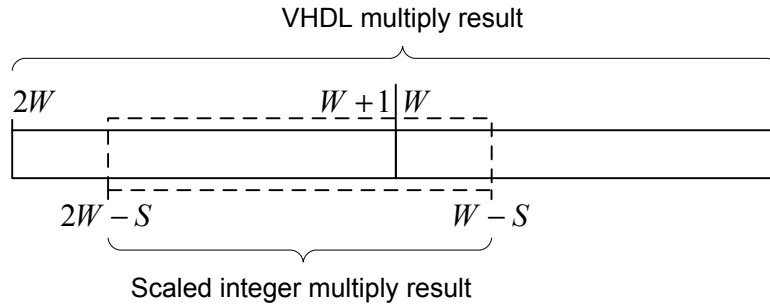 VHDL multiply result
2W W + 1 W
2W − S W − S
Scaled integer multiply result